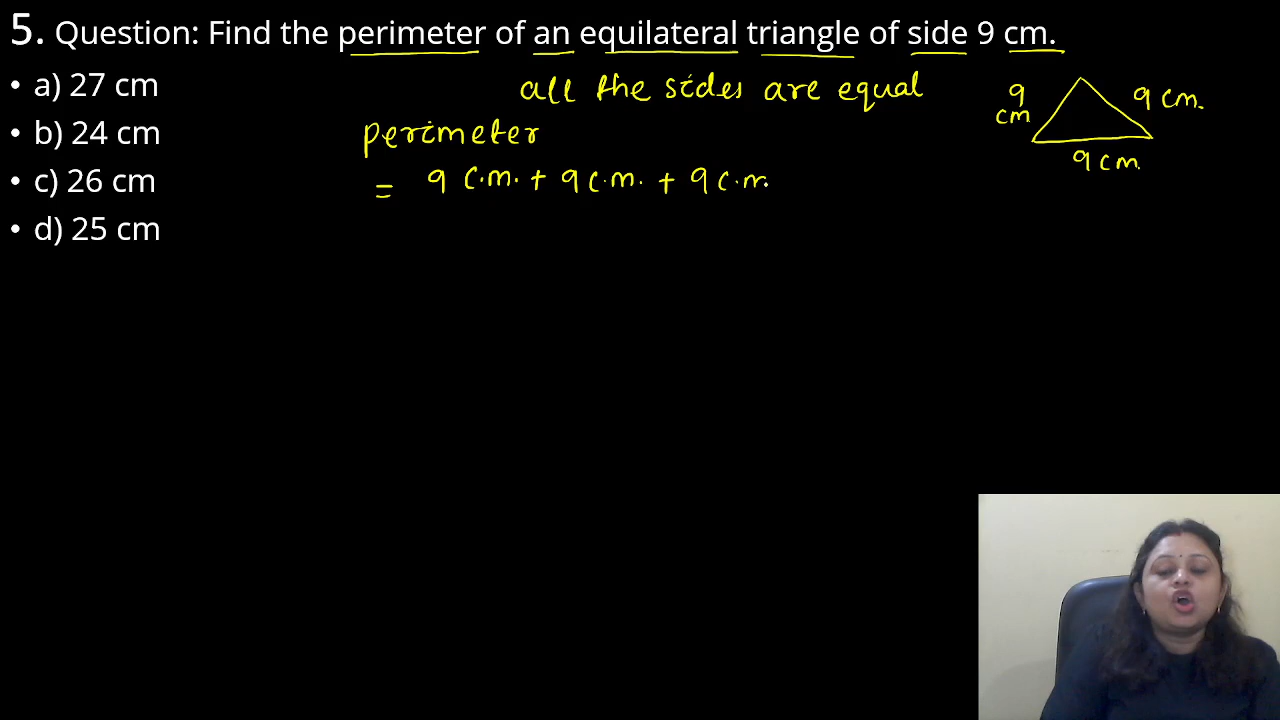 5. Question: Find the perimeter of an equilateral triangle of side 9 cm.
• a) 27 cm
• b) 24 cm
• c) 26 cm
• d) 25 cm
all the sides are equal
perimeter
= 9 c.m. + 9 c.m. + 9 c.m.
9 cm
9 cm.
9 cm.